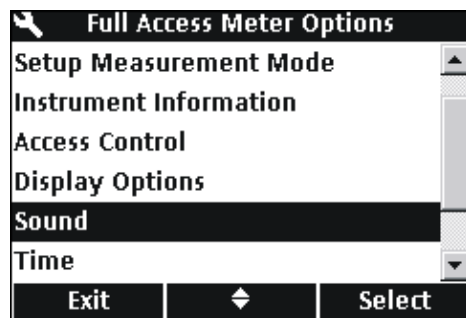 Full Access Meter Options
Setup Measurement Mode
Instrument Information
Access Control
Display Options
Sound
Time
Exit Select